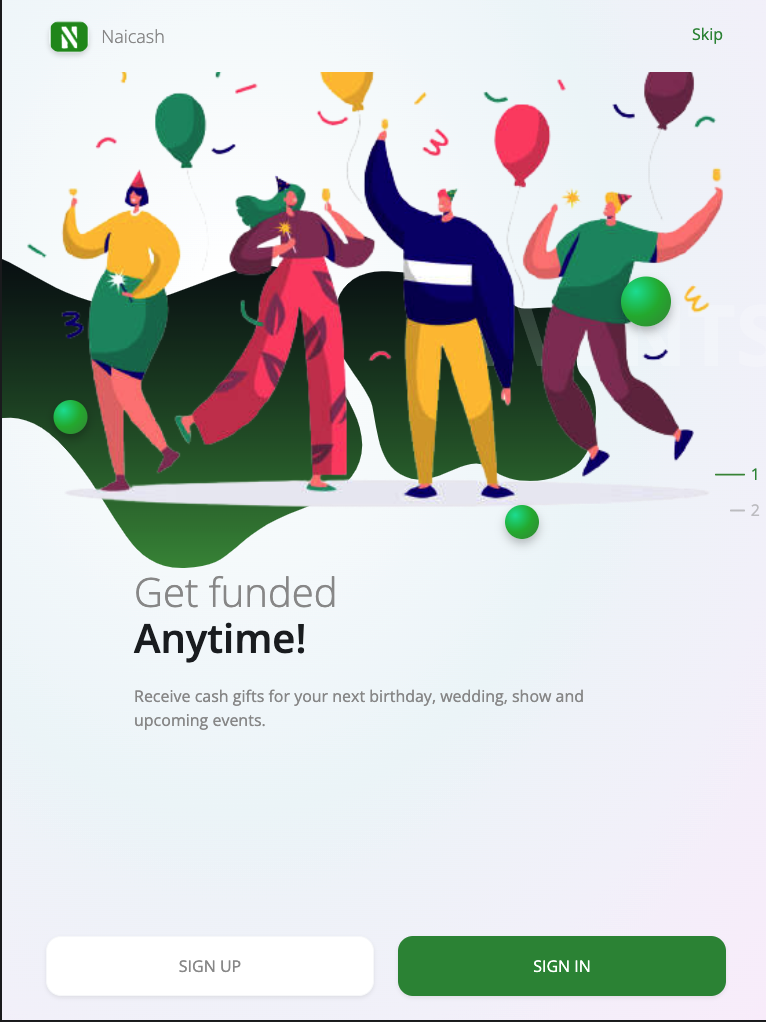 Naicash
Skip
1
2
Get funded
Anytime!
Receive cash gifts for your next birthday, wedding, show and
upcoming events.
SIGN UP
SIGN IN